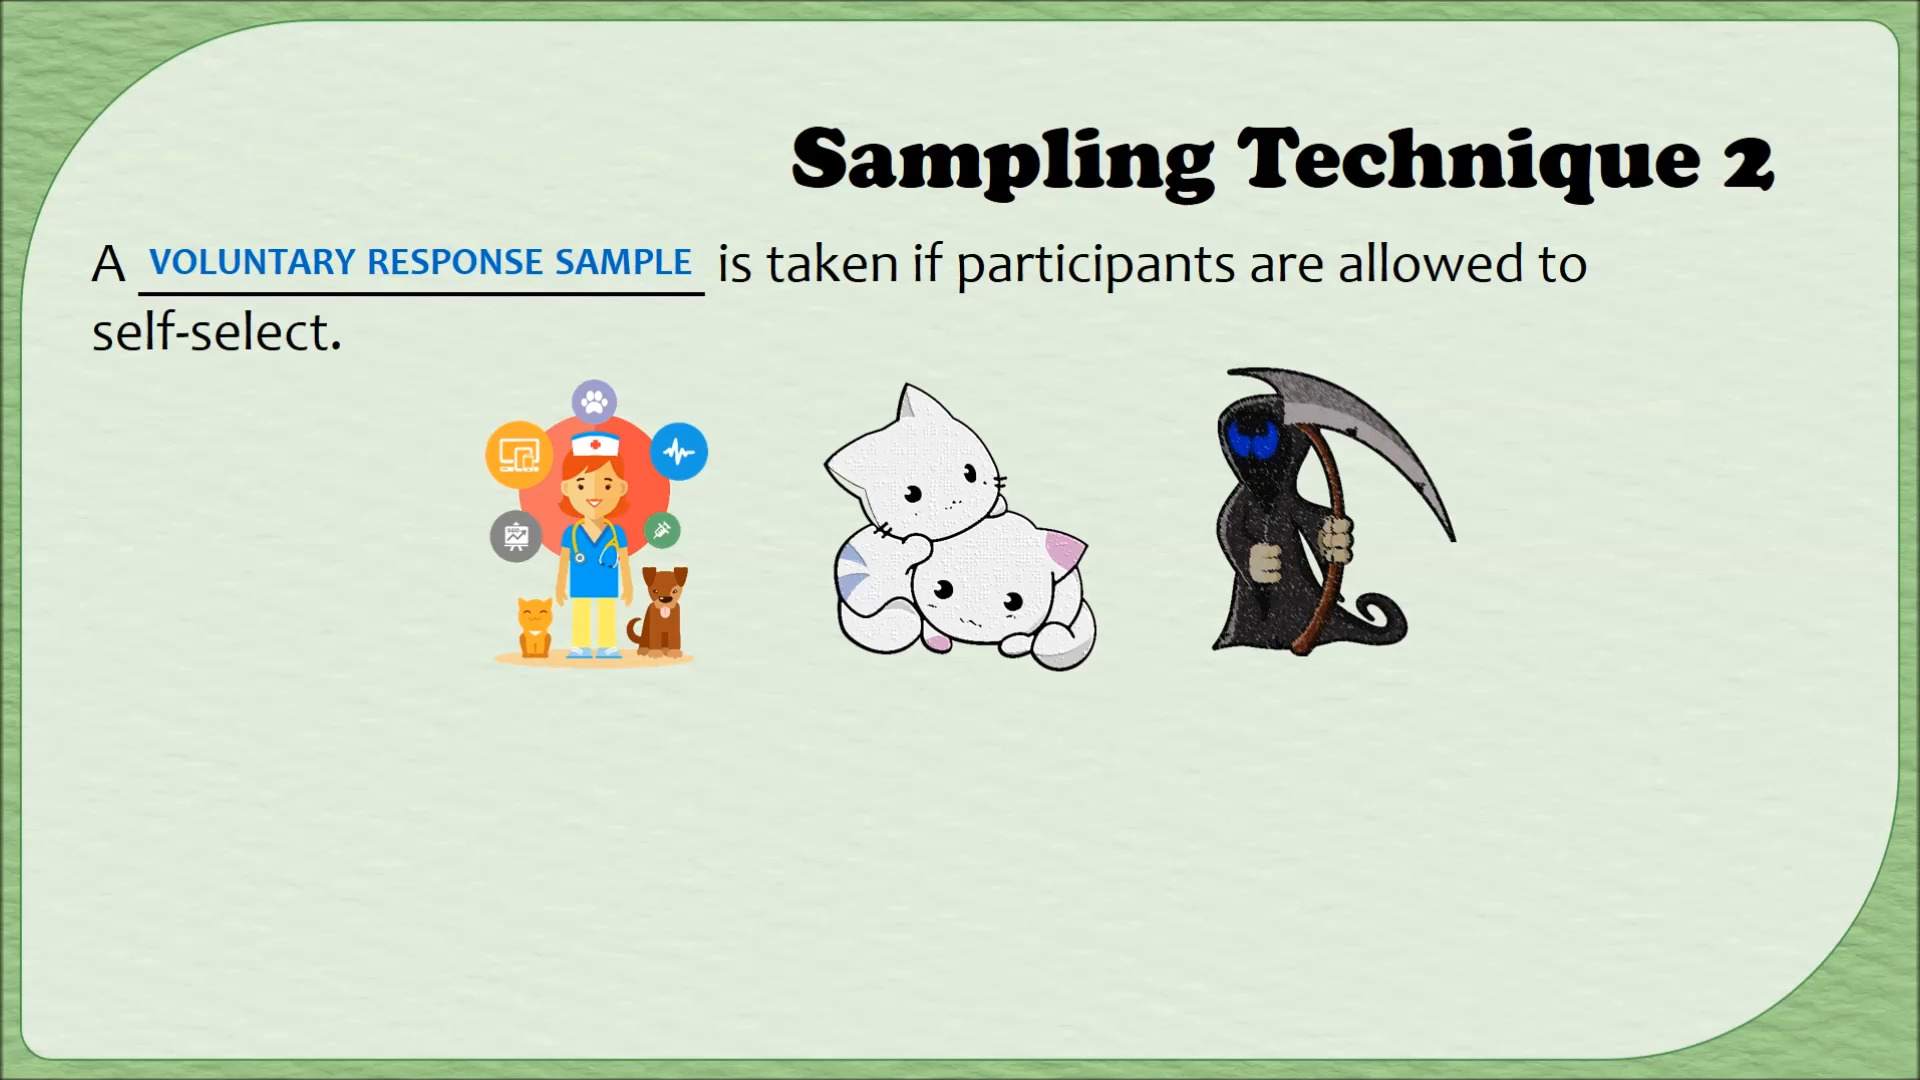 Sampling Technique 2
A VOLUNTARY RESPONSE SAMPLE is taken if participants are allowed to
self-select.